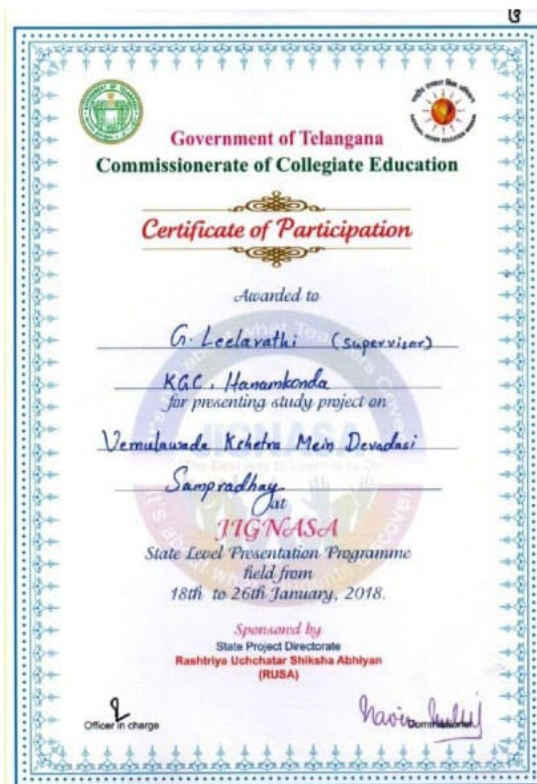 Government of Telangana
Commissionerate of Collegiate Education
Certificate of Participation
Awarded to
G. Leelavathi (supervisor)
KGC, Hanamkonda
for presenting study project on
Vemulawada Kshetra Mein Devadasi
Sampradhay
at
JIGNASA
State Level Presentation Programme
held from
18th to 26th January, 2018.
Sponsored by
State Project Directorate
Rashtriya Uchchatar Shiksha Abhiyan
(RUSA)
Officer in charge